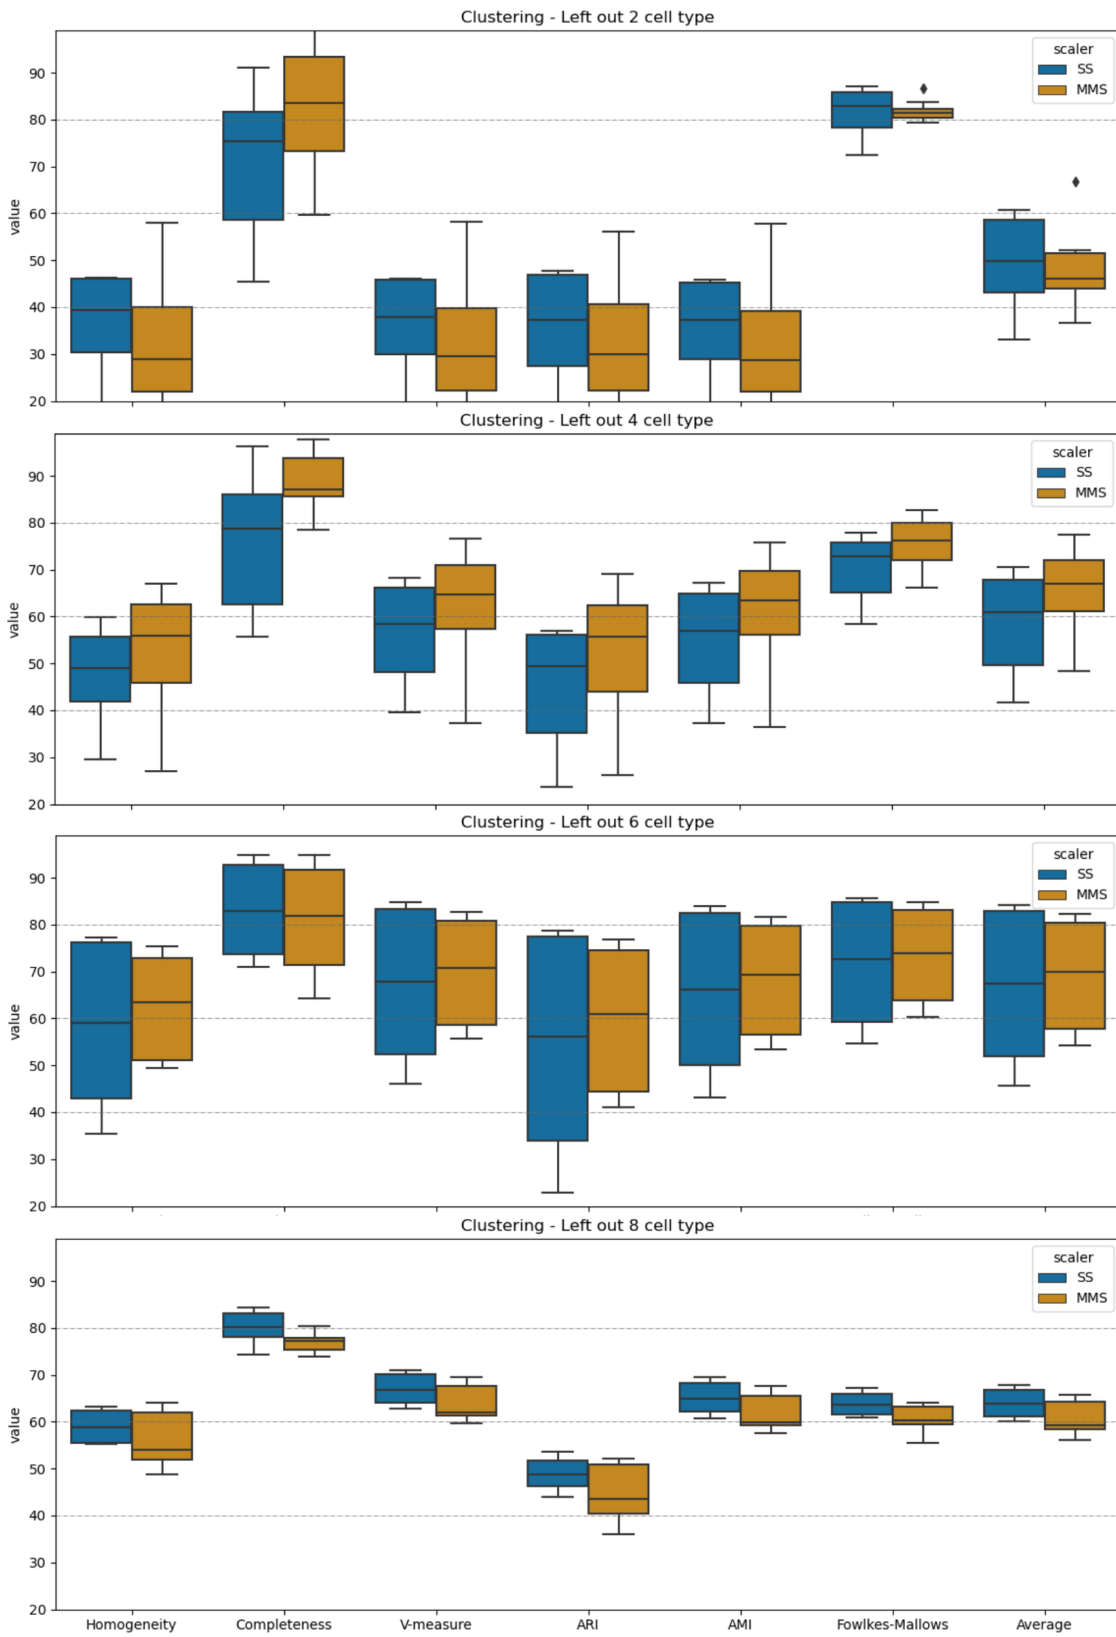 Clustering - Left out 2 cell type
scaler
SS
MMS
90
80
70
60
50
40
30
20
value
Clustering - Left out 4 cell type
scaler
SS
MMS
90
80
70
60
50
40
30
20
value
Clustering - Left out 6 cell type
scaler
SS
MMS
90
80
70
60
50
40
30
20
value
Clustering - Left out 8 cell type
scaler
SS
MMS
90
80
70
60
50
40
30
20
value
Homogeneity Completeness V-measure ARI AMI Fowlkes-Mallows Average